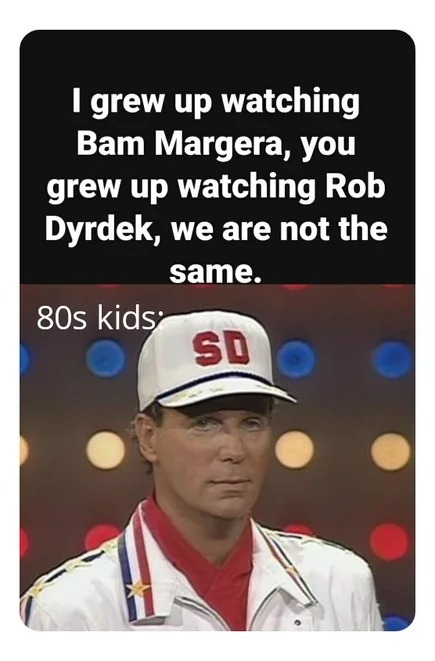 I grew up watching
Bam Margera, you
grew up watching Rob
Dyrdek, we are not the
same.
80s kids:
SD